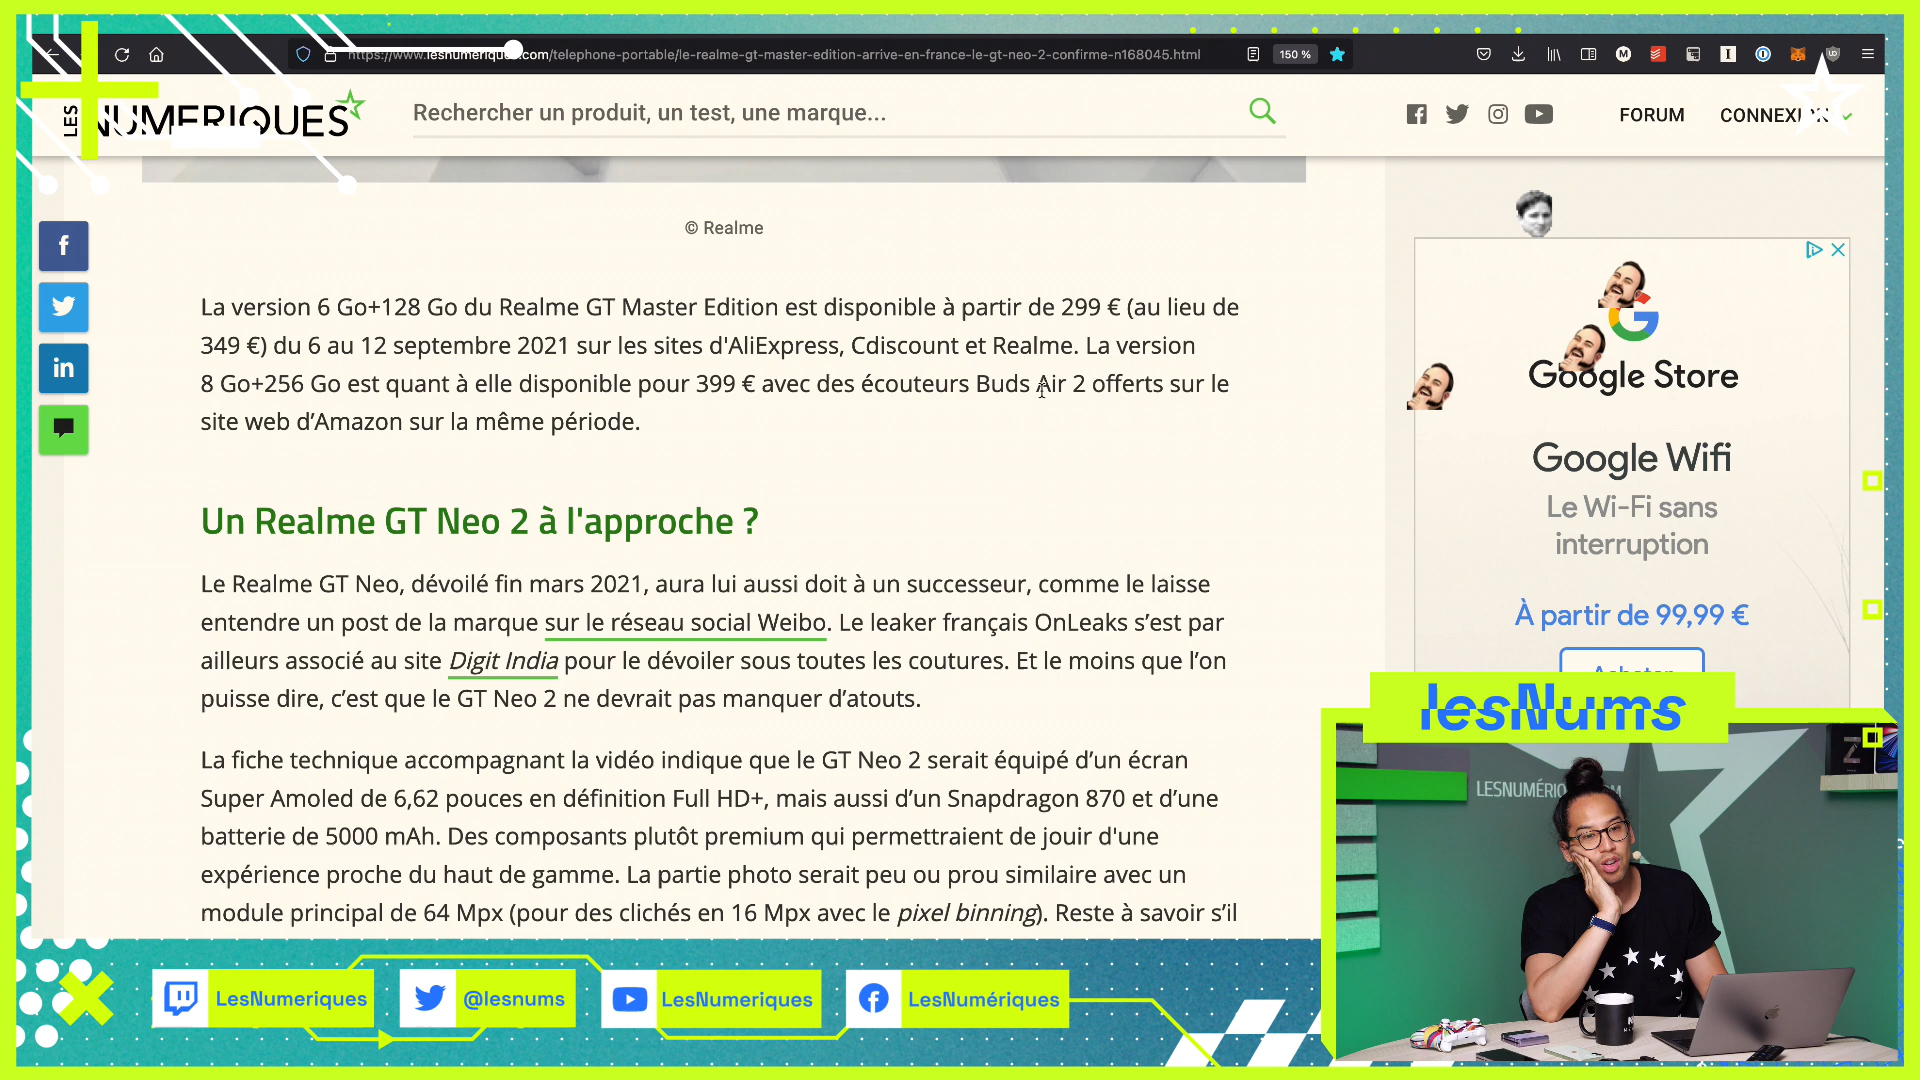 https://www.lesnumeriques.com/telephone-portable/le-realme-gt-master-edition-arrive-en-france-le-gt-neo-2-confirme-n168045.html
150 %
LES NUMERIQUES
Rechercher un produit, un test, une marque...
FORUM
CONNEXION
© Realme
La version 6 Go+128 Go du Realme GT Master Edition est disponible à partir de 299 € (au lieu de
349 €) du 6 au 12 septembre 2021 sur les sites d'AliExpress, Cdiscount et Realme. La version
8 Go+256 Go est quant à elle disponible pour 399 € avec des écouteurs Buds Air 2 offerts sur le
site web d’Amazon sur la même période.
Un Realme GT Neo 2 à l'approche ?
Le Realme GT Neo, dévoilé fin mars 2021, aura lui aussi doit à un successeur, comme le laisse
entendre un post de la marque sur le réseau social Weibo. Le leaker français OnLeaks s’est par
ailleurs associé au site Digit India pour le dévoiler sous toutes les coutures. Et le moins que l’on
puisse dire, c’est que le GT Neo 2 ne devrait pas manquer d’atouts.
La fiche technique accompagnant la vidéo indique que le GT Neo 2 serait équipé d’un écran
Super Amoled de 6,62 pouces en définition Full HD+, mais aussi d’un Snapdragon 870 et d’une
batterie de 5000 mAh. Des composants plutôt premium qui permettraient de jouir d'une
expérience proche du haut de gamme. La partie photo serait peu ou prou similaire avec un
module principal de 64 Mpx (pour des clichés en 16 Mpx avec le pixel binning). Reste à savoir s’il
Google Store
Google Wifi
Le Wi-Fi sans
interruption
À partir de 99,99 €
Acheter
lesNums
LesNumeriques
@lesnums
LesNumeriques
LesNumériques